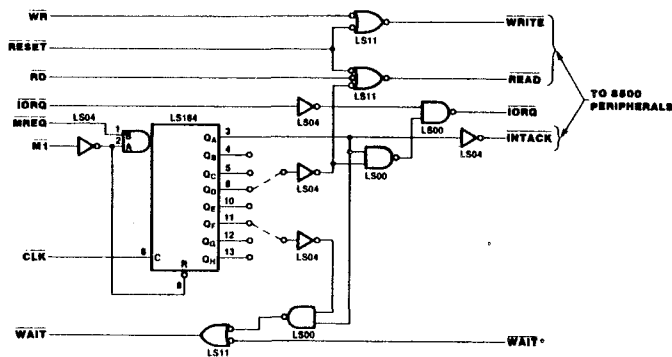 WR
WRITE
LS11
RESET
RD
READ
LS11
TO 8500
PERIPHERALS
IORQ
LS04
LS164
LS04
IORQ
LS00
MREQ
1
B
2
A
M1
QA 3
INTACK
LS04
QB 4
LS00
QC 5
QD 6
LS04
QE 10
QF 11
QG 12
LS04
CLK
8
C
QH 13
R
9
LS00
WAIT
LS11
WAIT*